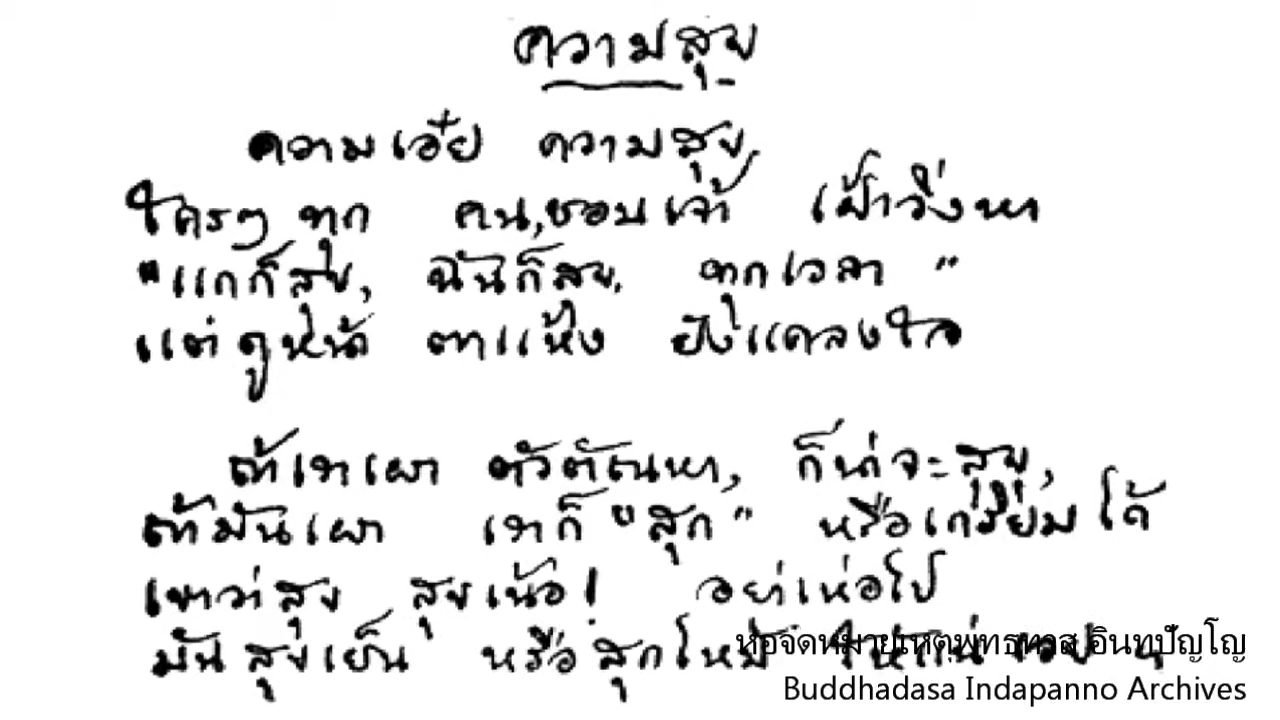 ความสุข
ความเอ๋ย ความสุข
ใครๆ ทุก คน, ชอบเจ้า เฝ้าวิ่งหา
"แกก็สุข, ฉันก็สุข, ทุกเวลา"
แต่ดูหน้า ตาแห้ง ยังแคลงใจ
ถ้าเราเผา ตัวตัณหา, ก็น่าจะสุข,
ถ้ามันเผา เราก็ "สุก" หรือเกรียมได้
เขาว่าสุข สุขเน้อ! อย่าเห่อไป
มันสุขเย็น หรือสุกไหม้ ให้แน่
หอจดหมายเหตุพุทธทาส อินทปัญโญ
Buddhadasa Indapanno Archives